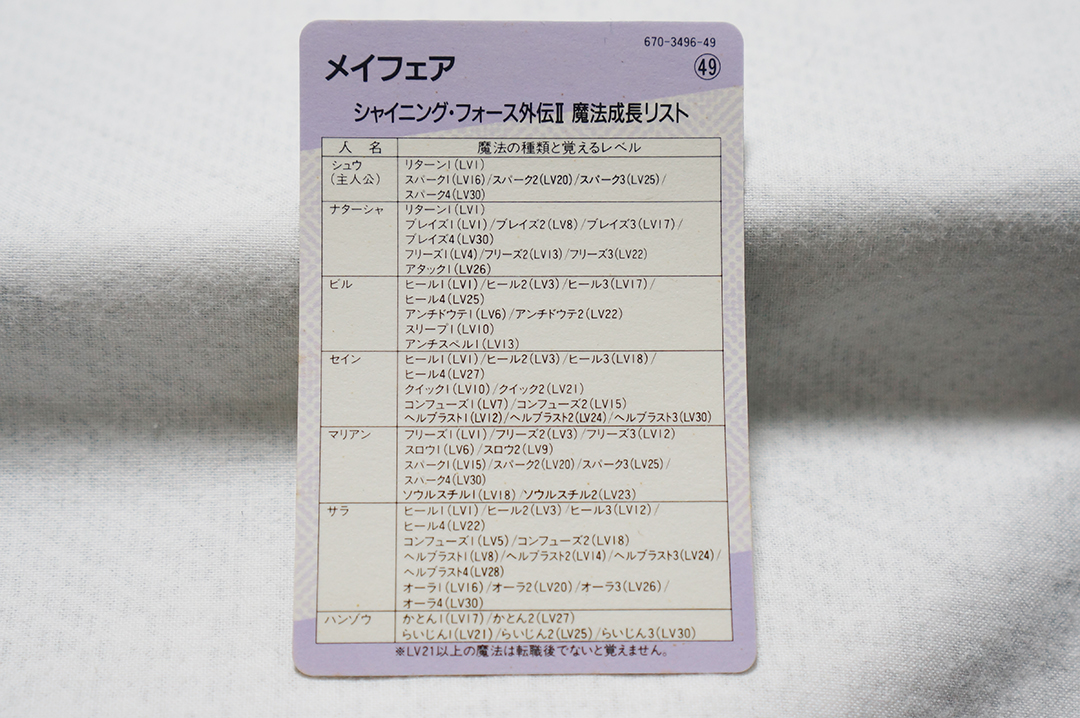 670-3496-49
メイフェア
㊾
シャイニング・フォース外伝Ⅱ 魔法成長リスト
人 名 魔法の種類と覚えるレベル
シュウ リターン1(LV1)
(主人公) スパーク1(LV16)/スパーク2(LV20)/スパーク3(LV25)/
スパーク4(LV30)
ナターシャ リターン1(LV1)
ブレイズ1(LV1)/ブレイズ2(LV8)/ブレイズ3(LV17)/
ブレイズ4(LV30)
フリーズ1(LV4)/フリーズ2(LV13)/フリーズ3(LV22)
アタック1(LV26)
ビル ヒール1(LV1)/ヒール2(LV3)/ヒール3(LV17)/
ヒール4(LV25)
アンチドウテ1(LV6)/アンチドウテ2(LV22)
スリープ1(LV10)
アンチスペル1(LV13)
セイン ヒール1(LV1)/ヒール2(LV3)/ヒール3(LV18)/
ヒール4(LV27)
クイック1(LV10)/クイック2(LV21)
コンフューズ1(LV7)/コンフューズ2(LV15)
ヘルブラスト1(LV12)/ヘルブラスト2(LV24)/ヘルブラスト3(LV30)
マリアン フリーズ1(LV1)/フリーズ2(LV3)/フリーズ3(LV12)
スロウ1(LV6)/スロウ2(LV9)
スパーク1(LV15)/スパーク2(LV20)/スパーク3(LV25)/
スパーク4(LV30)
ソウルスチル1(LV18)/ソウルスチル2(LV23)
サラ ヒール1(LV1)/ヒール2(LV3)/ヒール3(LV12)/
ヒール4(LV22)
コンフューズ1(LV5)/コンフューズ2(LV18)
ヘルブラスト1(LV8)/ヘルブラスト2(LV14)/ヘルブラスト3(LV24)/
ヘルブラスト4(LV28)
オーラ1(LV16)/オーラ2(LV20)/オーラ3(LV26)/
オーラ4(LV30)
ハンゾウ かとん1(LV17)/かとん2(LV27)
らいじん1(LV21)/らいじん2(LV25)/らいじん3(LV30)
※LV21以上の魔法は転職後でないと覚えません。